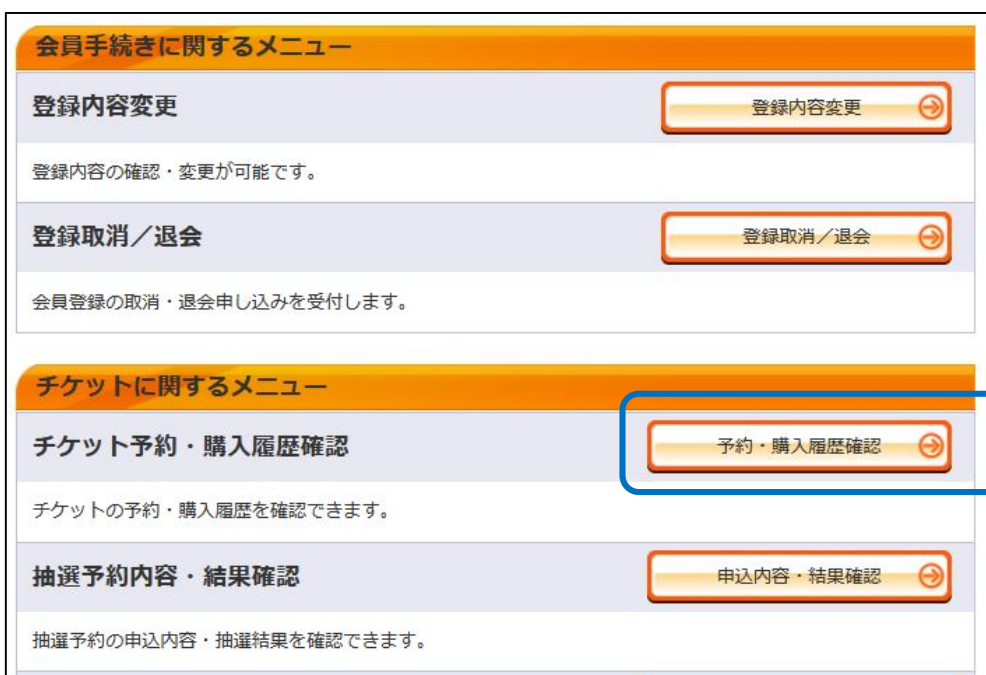 会員手続きに関するメニュー
登録内容変更
登録内容変更
登録内容の確認・変更が可能です。
登録取消／退会
登録取消／退会
会員登録の取消・退会申し込みを受付します。
チケットに関するメニュー
チケット予約・購入履歴確認
予約・購入履歴確認
チケットの予約・購入履歴を確認できます。
抽選予約内容・結果確認
申込内容・結果確認
抽選予約の申込内容・抽選結果を確認できます。